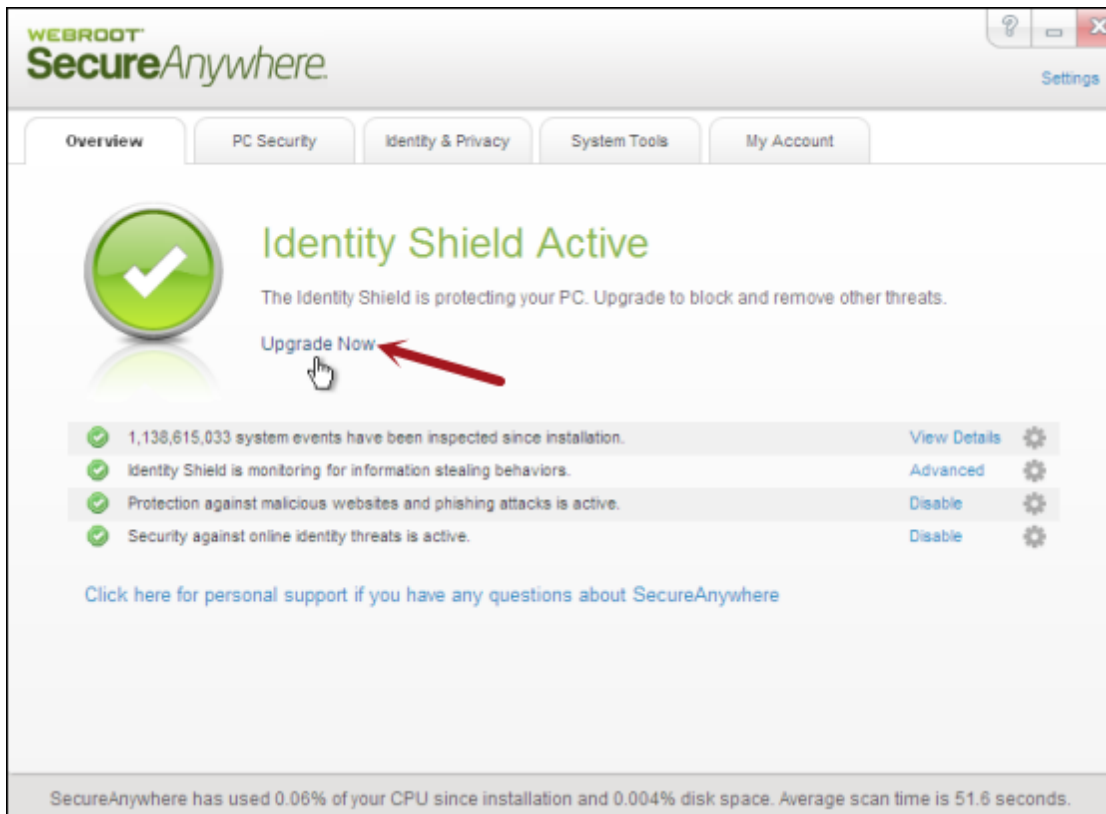 WEBROOT
SecureAnywhere.
?
Settings
Overview PC Security Identity & Privacy System Tools My Account
Identity Shield Active
The Identity Shield is protecting your PC. Upgrade to block and remove other threats.
Upgrade Now
1,138,615,033 system events have been inspected since installation. View Details
Identity Shield is monitoring for information stealing behaviors. Advanced
Protection against malicious websites and phishing attacks is active. Disable
Security against online identity threats is active. Disable
Click here for personal support if you have any questions about SecureAnywhere
SecureAnywhere has used 0.06% of your CPU since installation and 0.004% disk space. Average scan time is 51.6 seconds.